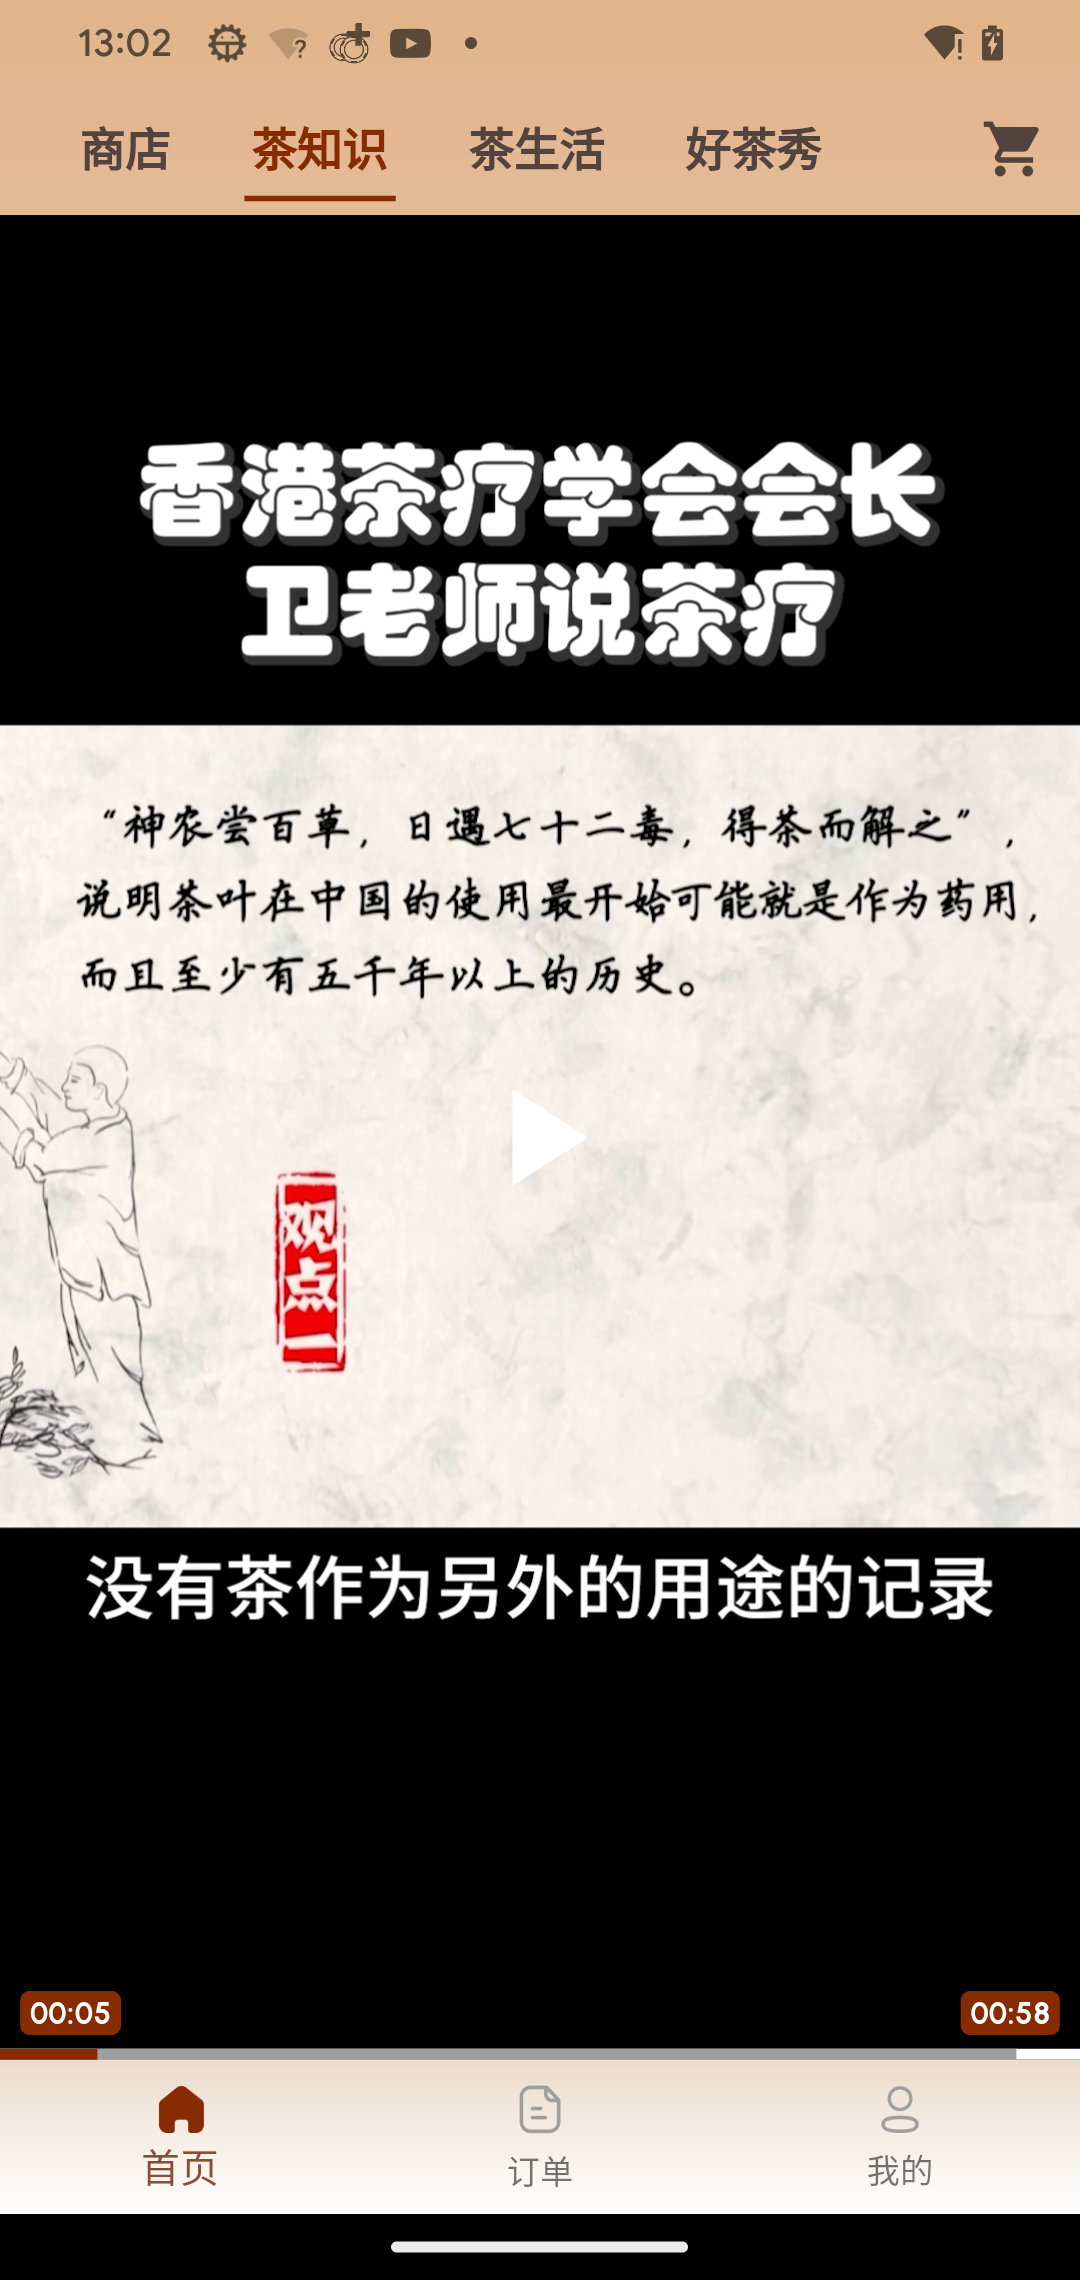 13:02
商店 茶知识 茶生活 好茶秀
香港茶疗学会会长
卫老师说茶疗
“神农尝百草，日遇七十二毒，得茶而解之”，
说明茶叶在中国的使用最开始可能就是作为药用，
而且至少有五千年以上的历史。
观点一
没有茶作为另外的用途的记录
00:05 00:58
首页 订单 我的